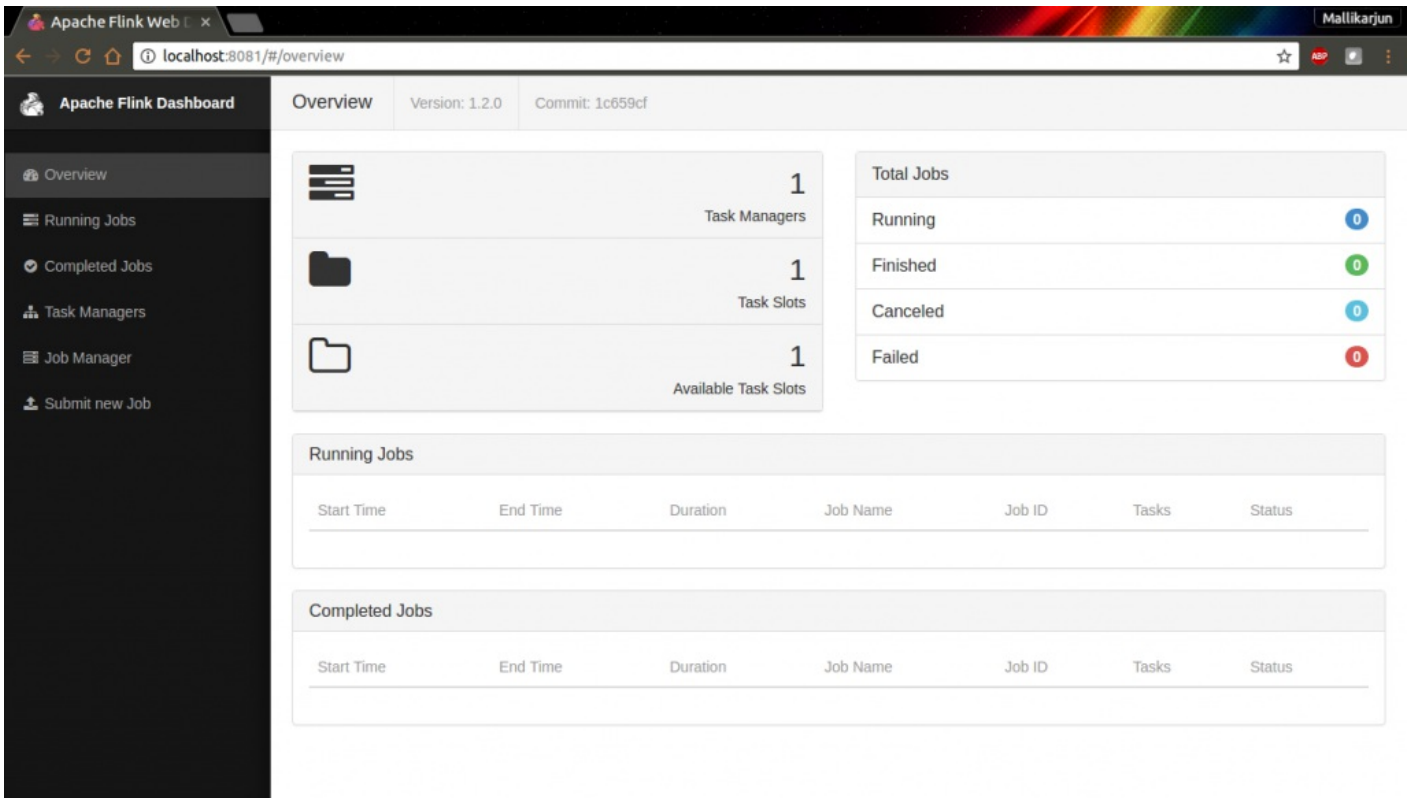 Apache Flink Web D
Mallikarjun
localhost:8081/#/overview
ABP
Apache Flink Dashboard
Overview
Version: 1.2.0
Commit: 1c659cf
Overview
Running Jobs
Completed Jobs
Task Managers
Job Manager
Submit new Job
1
Task Managers
1
Task Slots
1
Available Task Slots
Total Jobs
Running 0
Finished 0
Canceled 0
Failed 0
Running Jobs
Start Time End Time Duration Job Name Job ID Tasks Status
Completed Jobs
Start Time End Time Duration Job Name Job ID Tasks Status